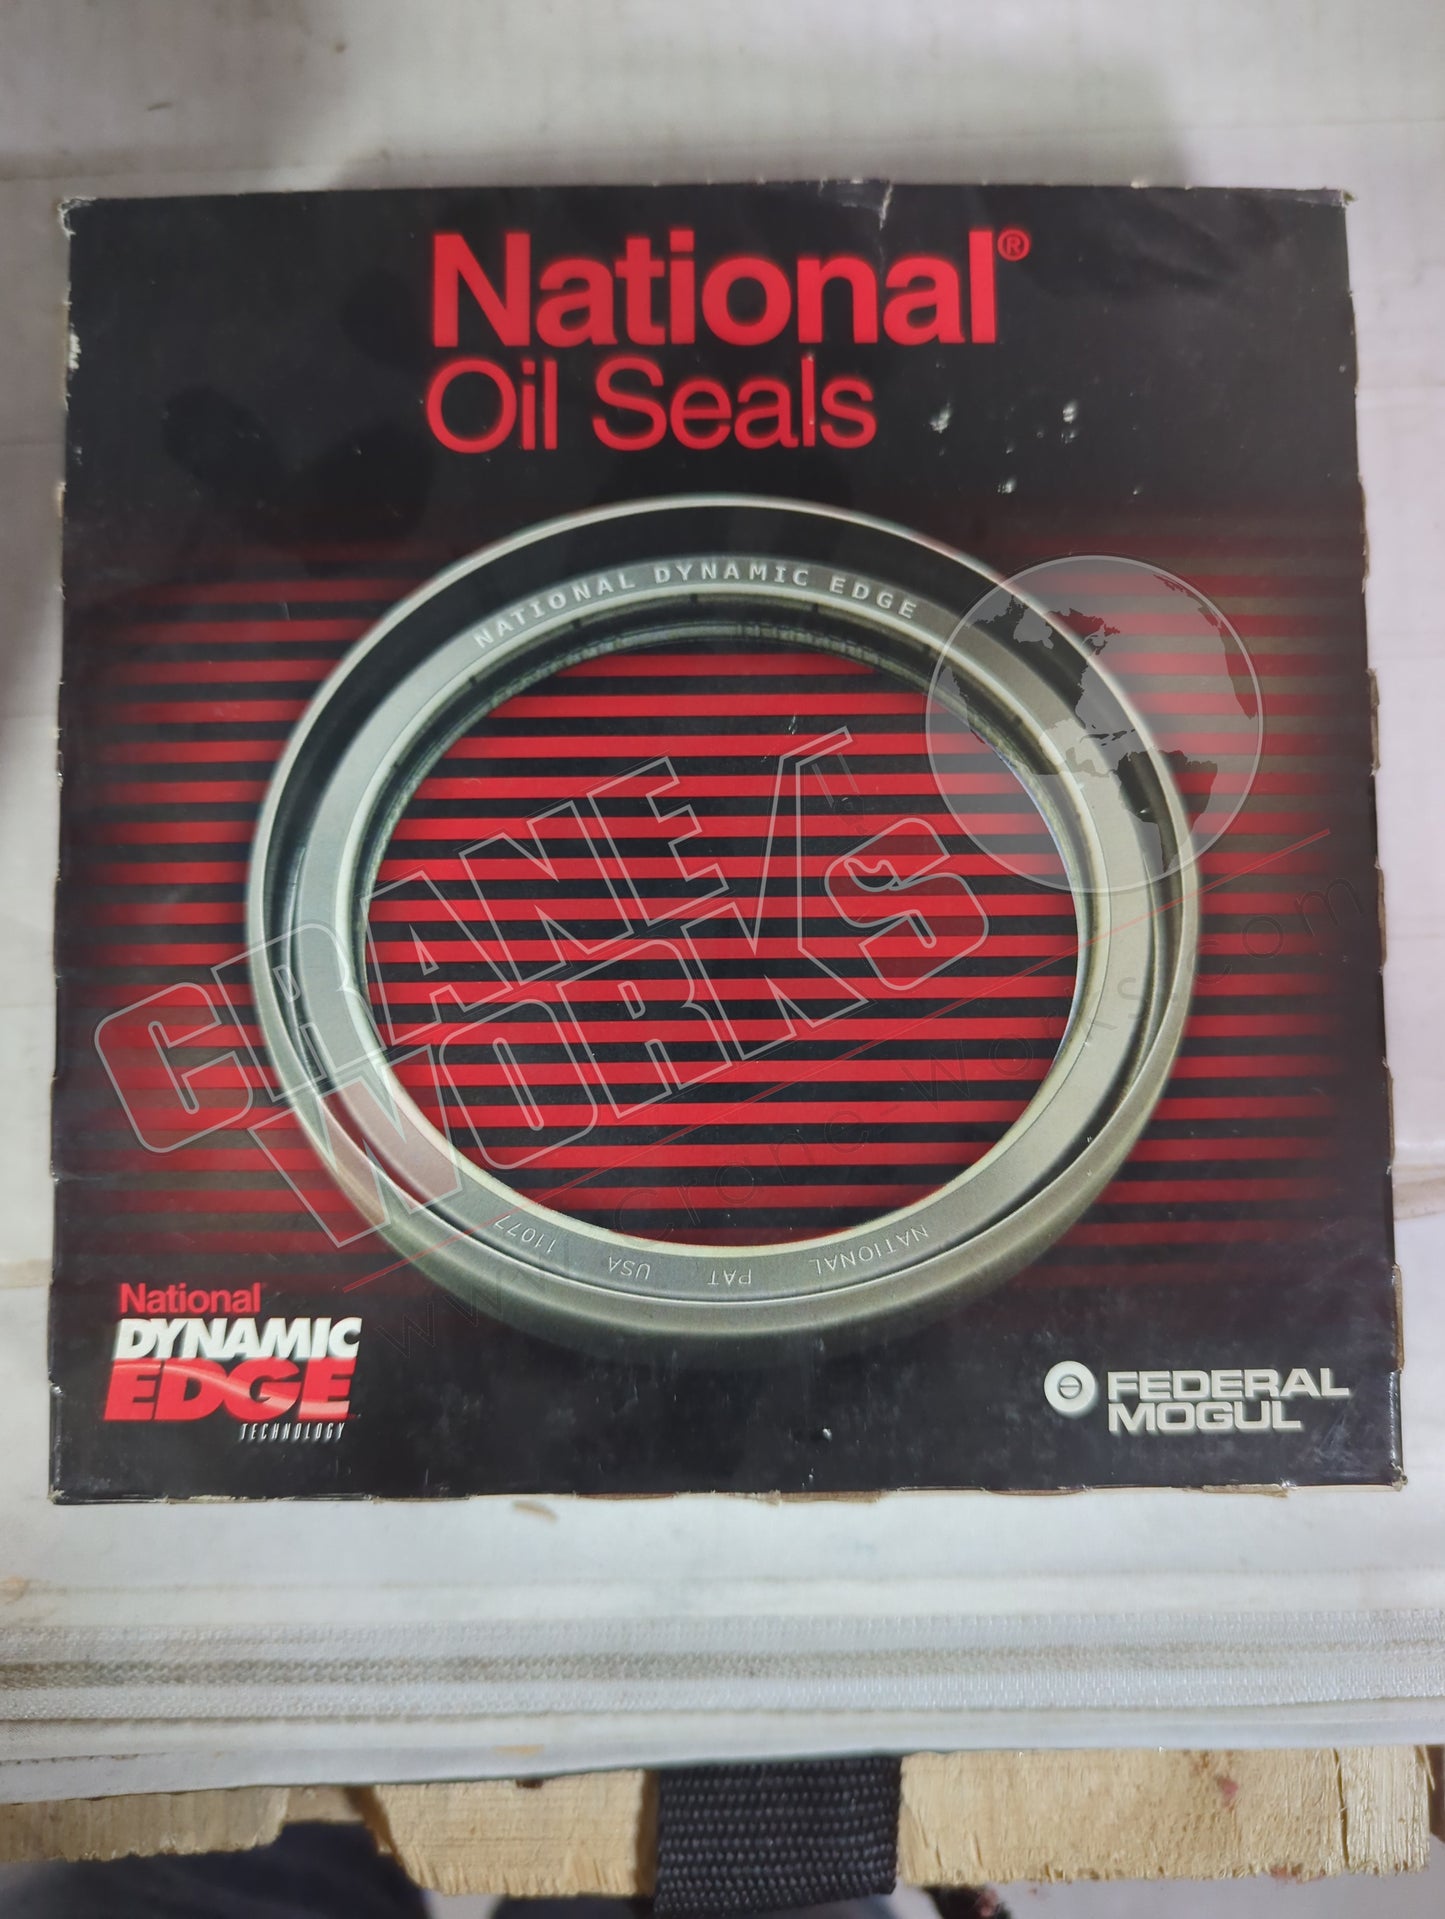 National®
Oil Seals
NATIONAL DYNAMIC EDGE
CRANE
WORKS
www.crane-works.com
NATIONAL PAT USA 11077
National
DYNAMIC
EDGE
TECHNOLOGY
FEDERAL
MOGUL